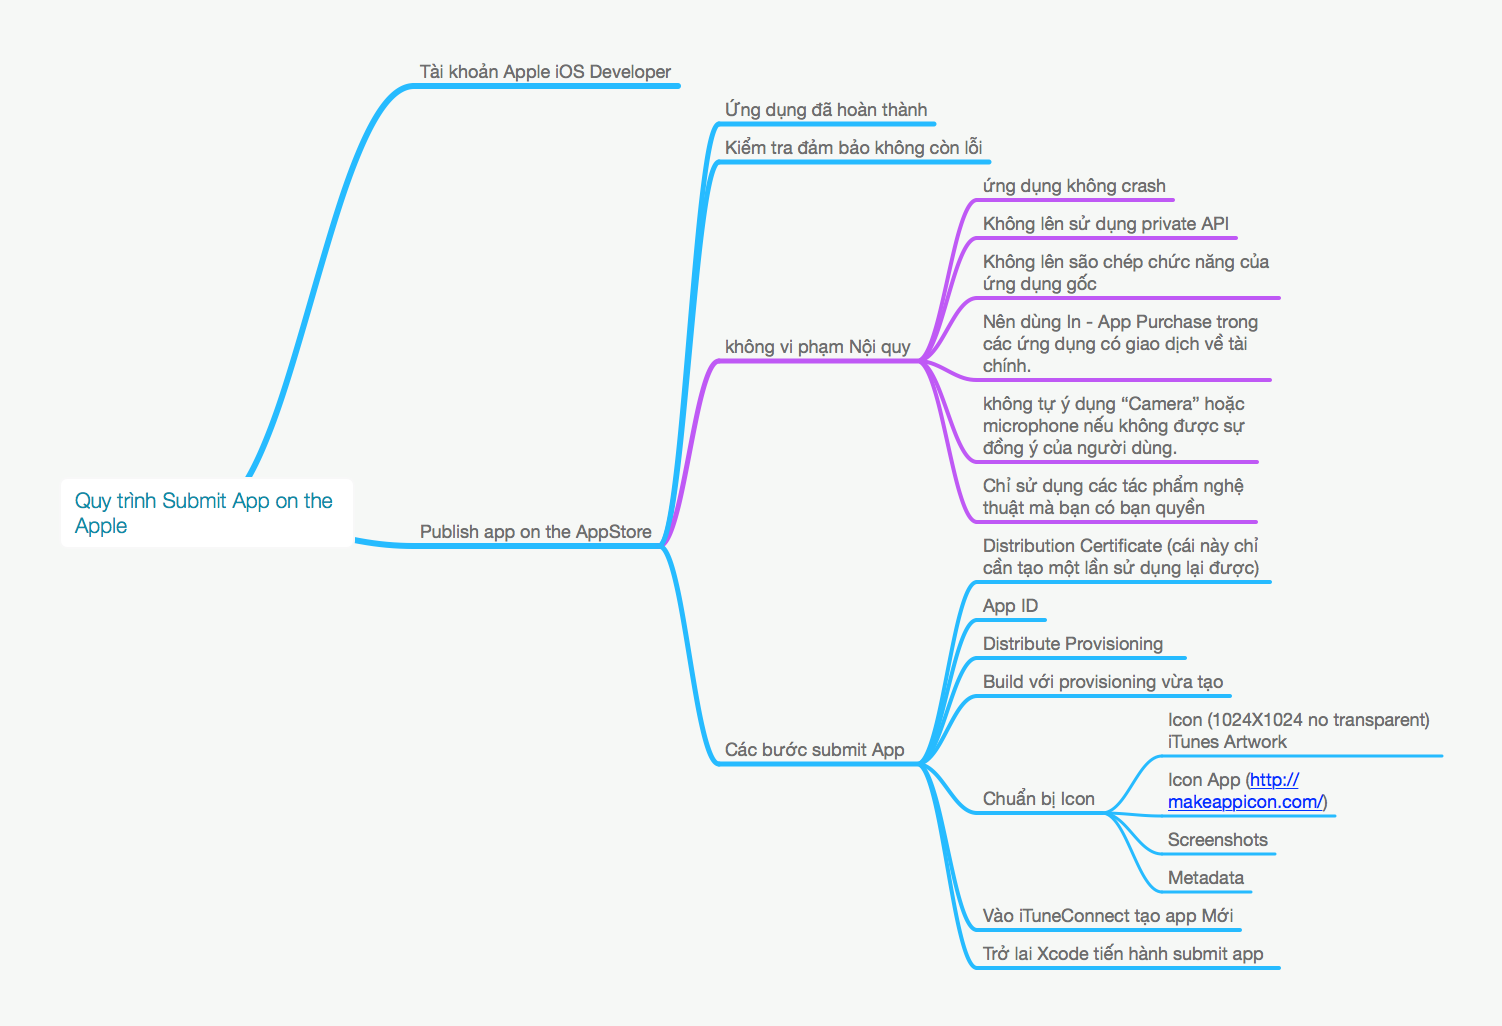 Tài khoản Apple iOS Developer
Ứng dụng đã hoàn thành
Kiểm tra đảm bảo không còn lỗi
ứng dụng không crash
Không lên sử dụng private API
Không lên são chép chức năng của
ứng dụng gốc
Nên dùng In - App Purchase trong
các ứng dụng có giao dịch về tài
chính.
không vi phạm Nội quy
không tự ý dụng “Camera” hoặc
microphone nếu không được sự
đồng ý của người dùng.
Chỉ sử dụng các tác phẩm nghệ
thuật mà bạn có bạn quyền
Quy trình Submit App on the
Apple
Publish app on the AppStore
Distribution Certificate (cái này chỉ
cần tạo một lần sử dụng lại được)
App ID
Distribute Provisioning
Build với provisioning vừa tạo
Các bước submit App
Chuẩn bị Icon
Icon (1024X1024 no transparent)
iTunes Artwork
Icon App (http://
makeappicon.com/)
Screenshots
Metadata
Vào iTuneConnect tạo app Mới
Trở lai Xcode tiến hành submit app